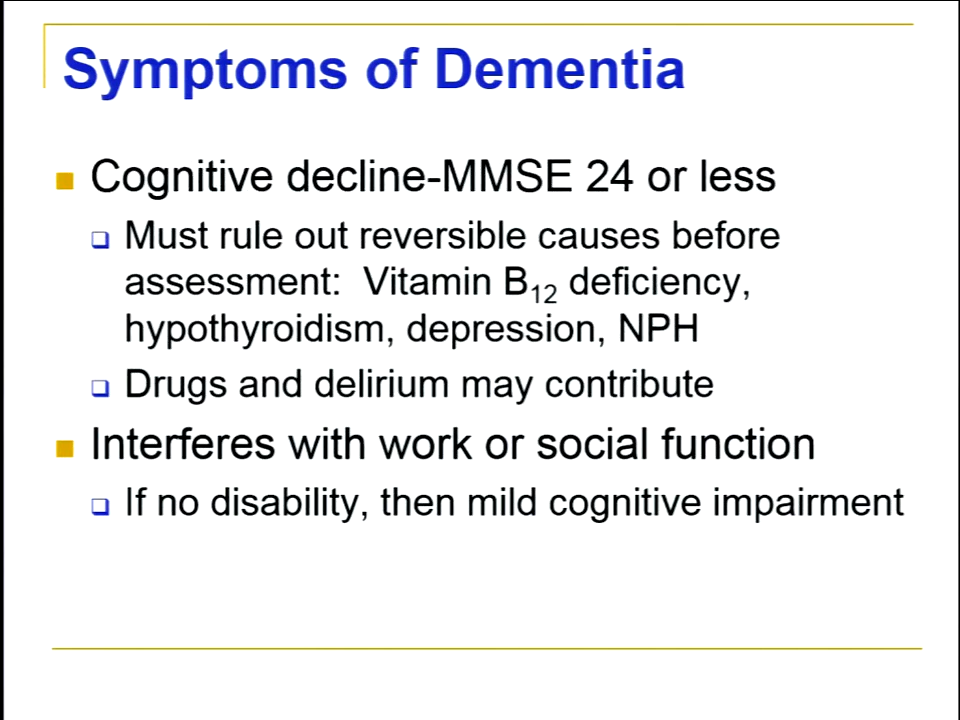 Symptoms of Dementia
Cognitive decline-MMSE 24 or less
Must rule out reversible causes before
assessment:  Vitamin B12 deficiency,
hypothyroidism, depression, NPH
Drugs and delirium may contribute
Interferes with work or social function
If no disability, then mild cognitive impairment